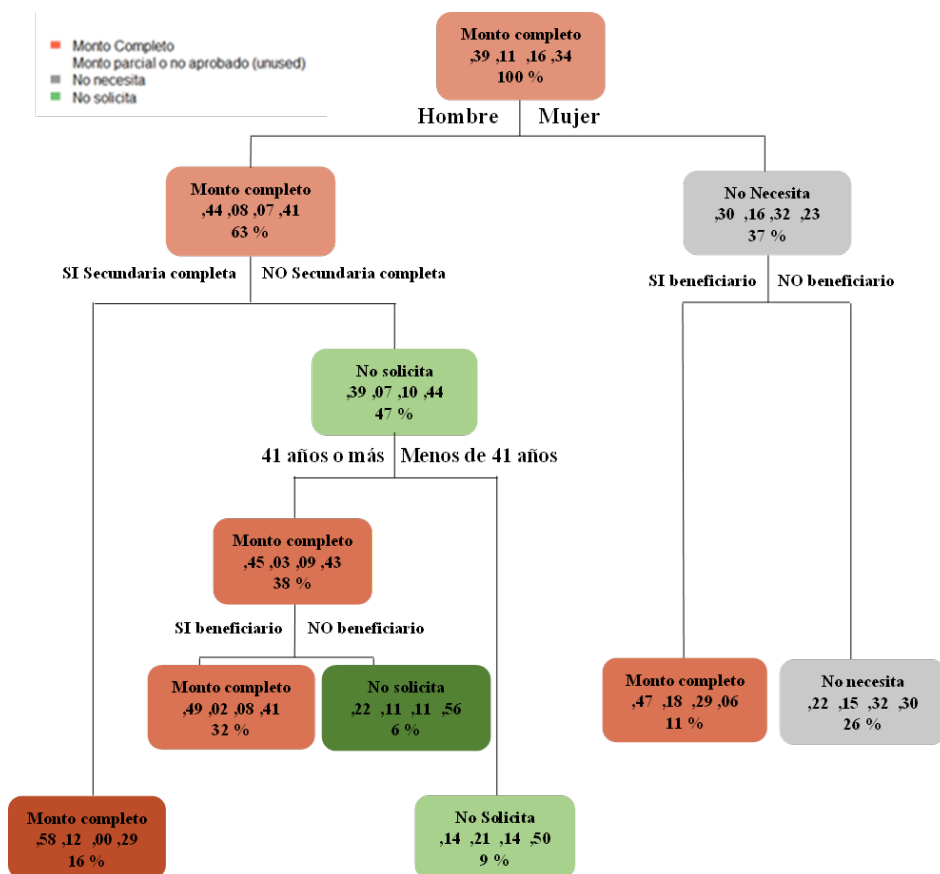 Monto Completo
Monto parcial o no aprobado (unused)
No necesita
No solicita
Monto completo
,39 ,11 ,16 ,34
100 %
Hombre Mujer
Monto completo
,44 ,08 ,07 ,41
63 %
No Necesita
,30 ,16 ,32 ,23
37 %
SI Secundaria completa NO Secundaria completa
SI beneficiario NO beneficiario
No solicita
,39 ,07 ,10 ,44
47 %
41 años o más Menos de 41 años
Monto completo
,45 ,03 ,09 ,43
38 %
SI beneficiario NO beneficiario
Monto completo
,49 ,02 ,08 ,41
32 %
No solicita
,22 ,11 ,11 ,56
6 %
Monto completo
,47 ,18 ,29 ,06
11 %
No necesita
,22 ,15 ,32 ,30
26 %
Monto completo
,58 ,12 ,00 ,29
16 %
No Solicita
,14 ,21 ,14 ,50
9 %